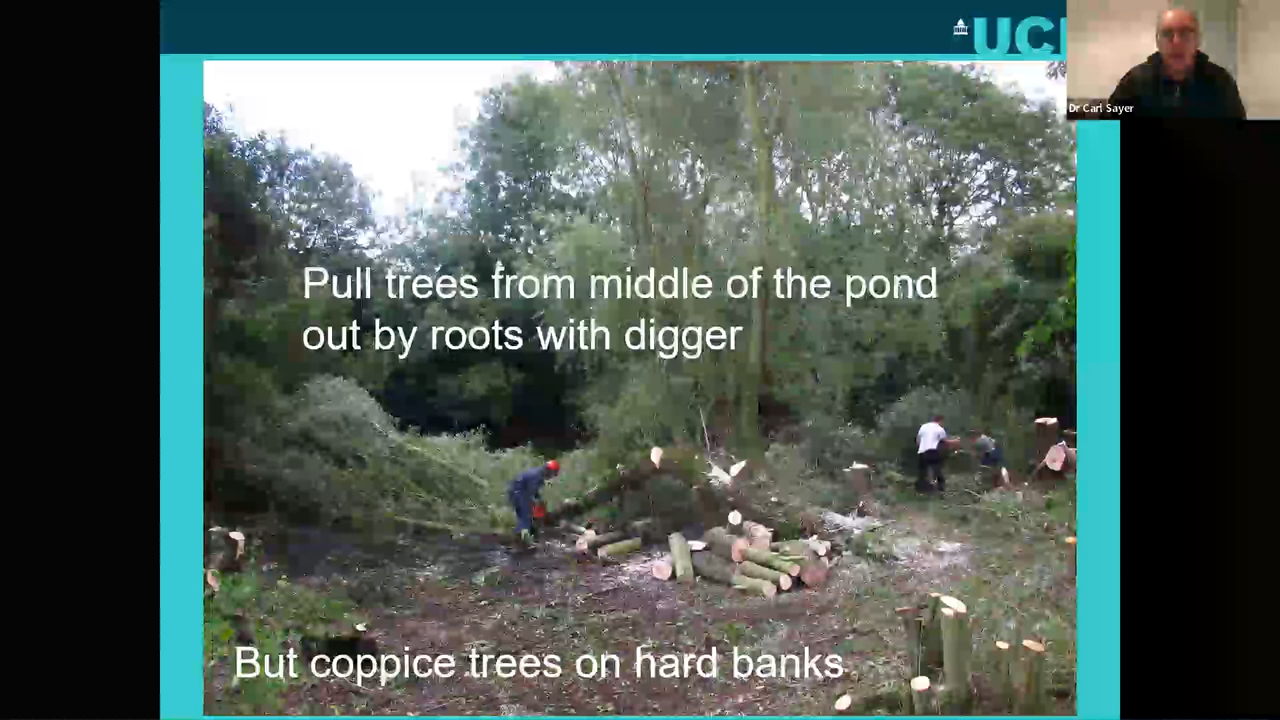 UCL
Dr Carl Sayer
Pull trees from middle of the pond
out by roots with digger
But coppice trees on hard banks